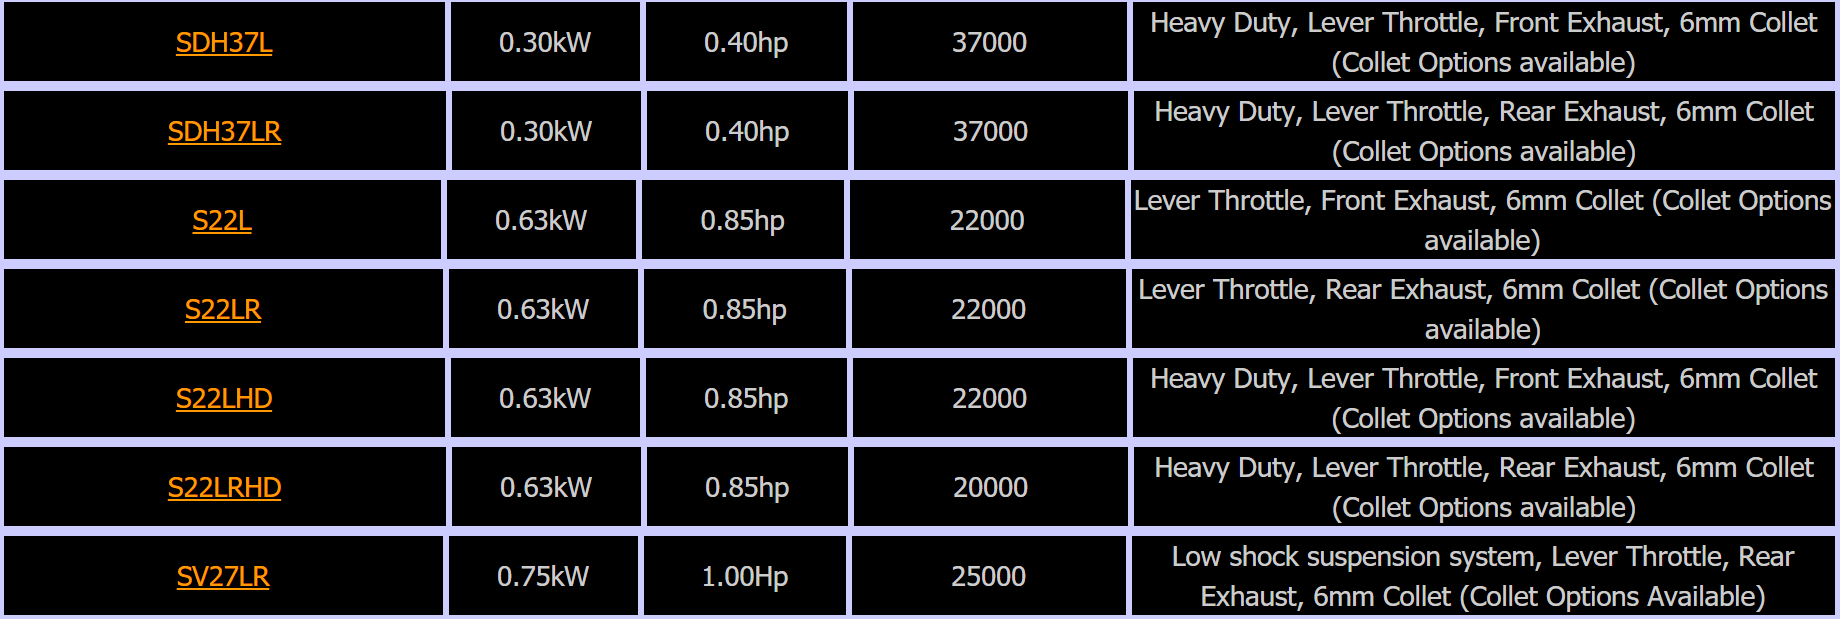 SDH37L 0.30kW 0.40hp 37000 Heavy Duty, Lever Throttle, Front Exhaust, 6mm Collet
(Collet Options available)
SDH37LR 0.30kW 0.40hp 37000 Heavy Duty, Lever Throttle, Rear Exhaust, 6mm Collet
(Collet Options available)
S22L 0.63kW 0.85hp 22000 Lever Throttle, Front Exhaust, 6mm Collet (Collet Options
available)
S22LR 0.63kW 0.85hp 22000 Lever Throttle, Rear Exhaust, 6mm Collet (Collet Options
available)
S22LHD 0.63kW 0.85hp 22000 Heavy Duty, Lever Throttle, Front Exhaust, 6mm Collet
(Collet Options available)
S22LRHD 0.63kW 0.85hp 20000 Heavy Duty, Lever Throttle, Rear Exhaust, 6mm Collet
(Collet Options available)
SV27LR 0.75kW 1.00Hp 25000 Low shock suspension system, Lever Throttle, Rear
Exhaust, 6mm Collet (Collet Options Available)